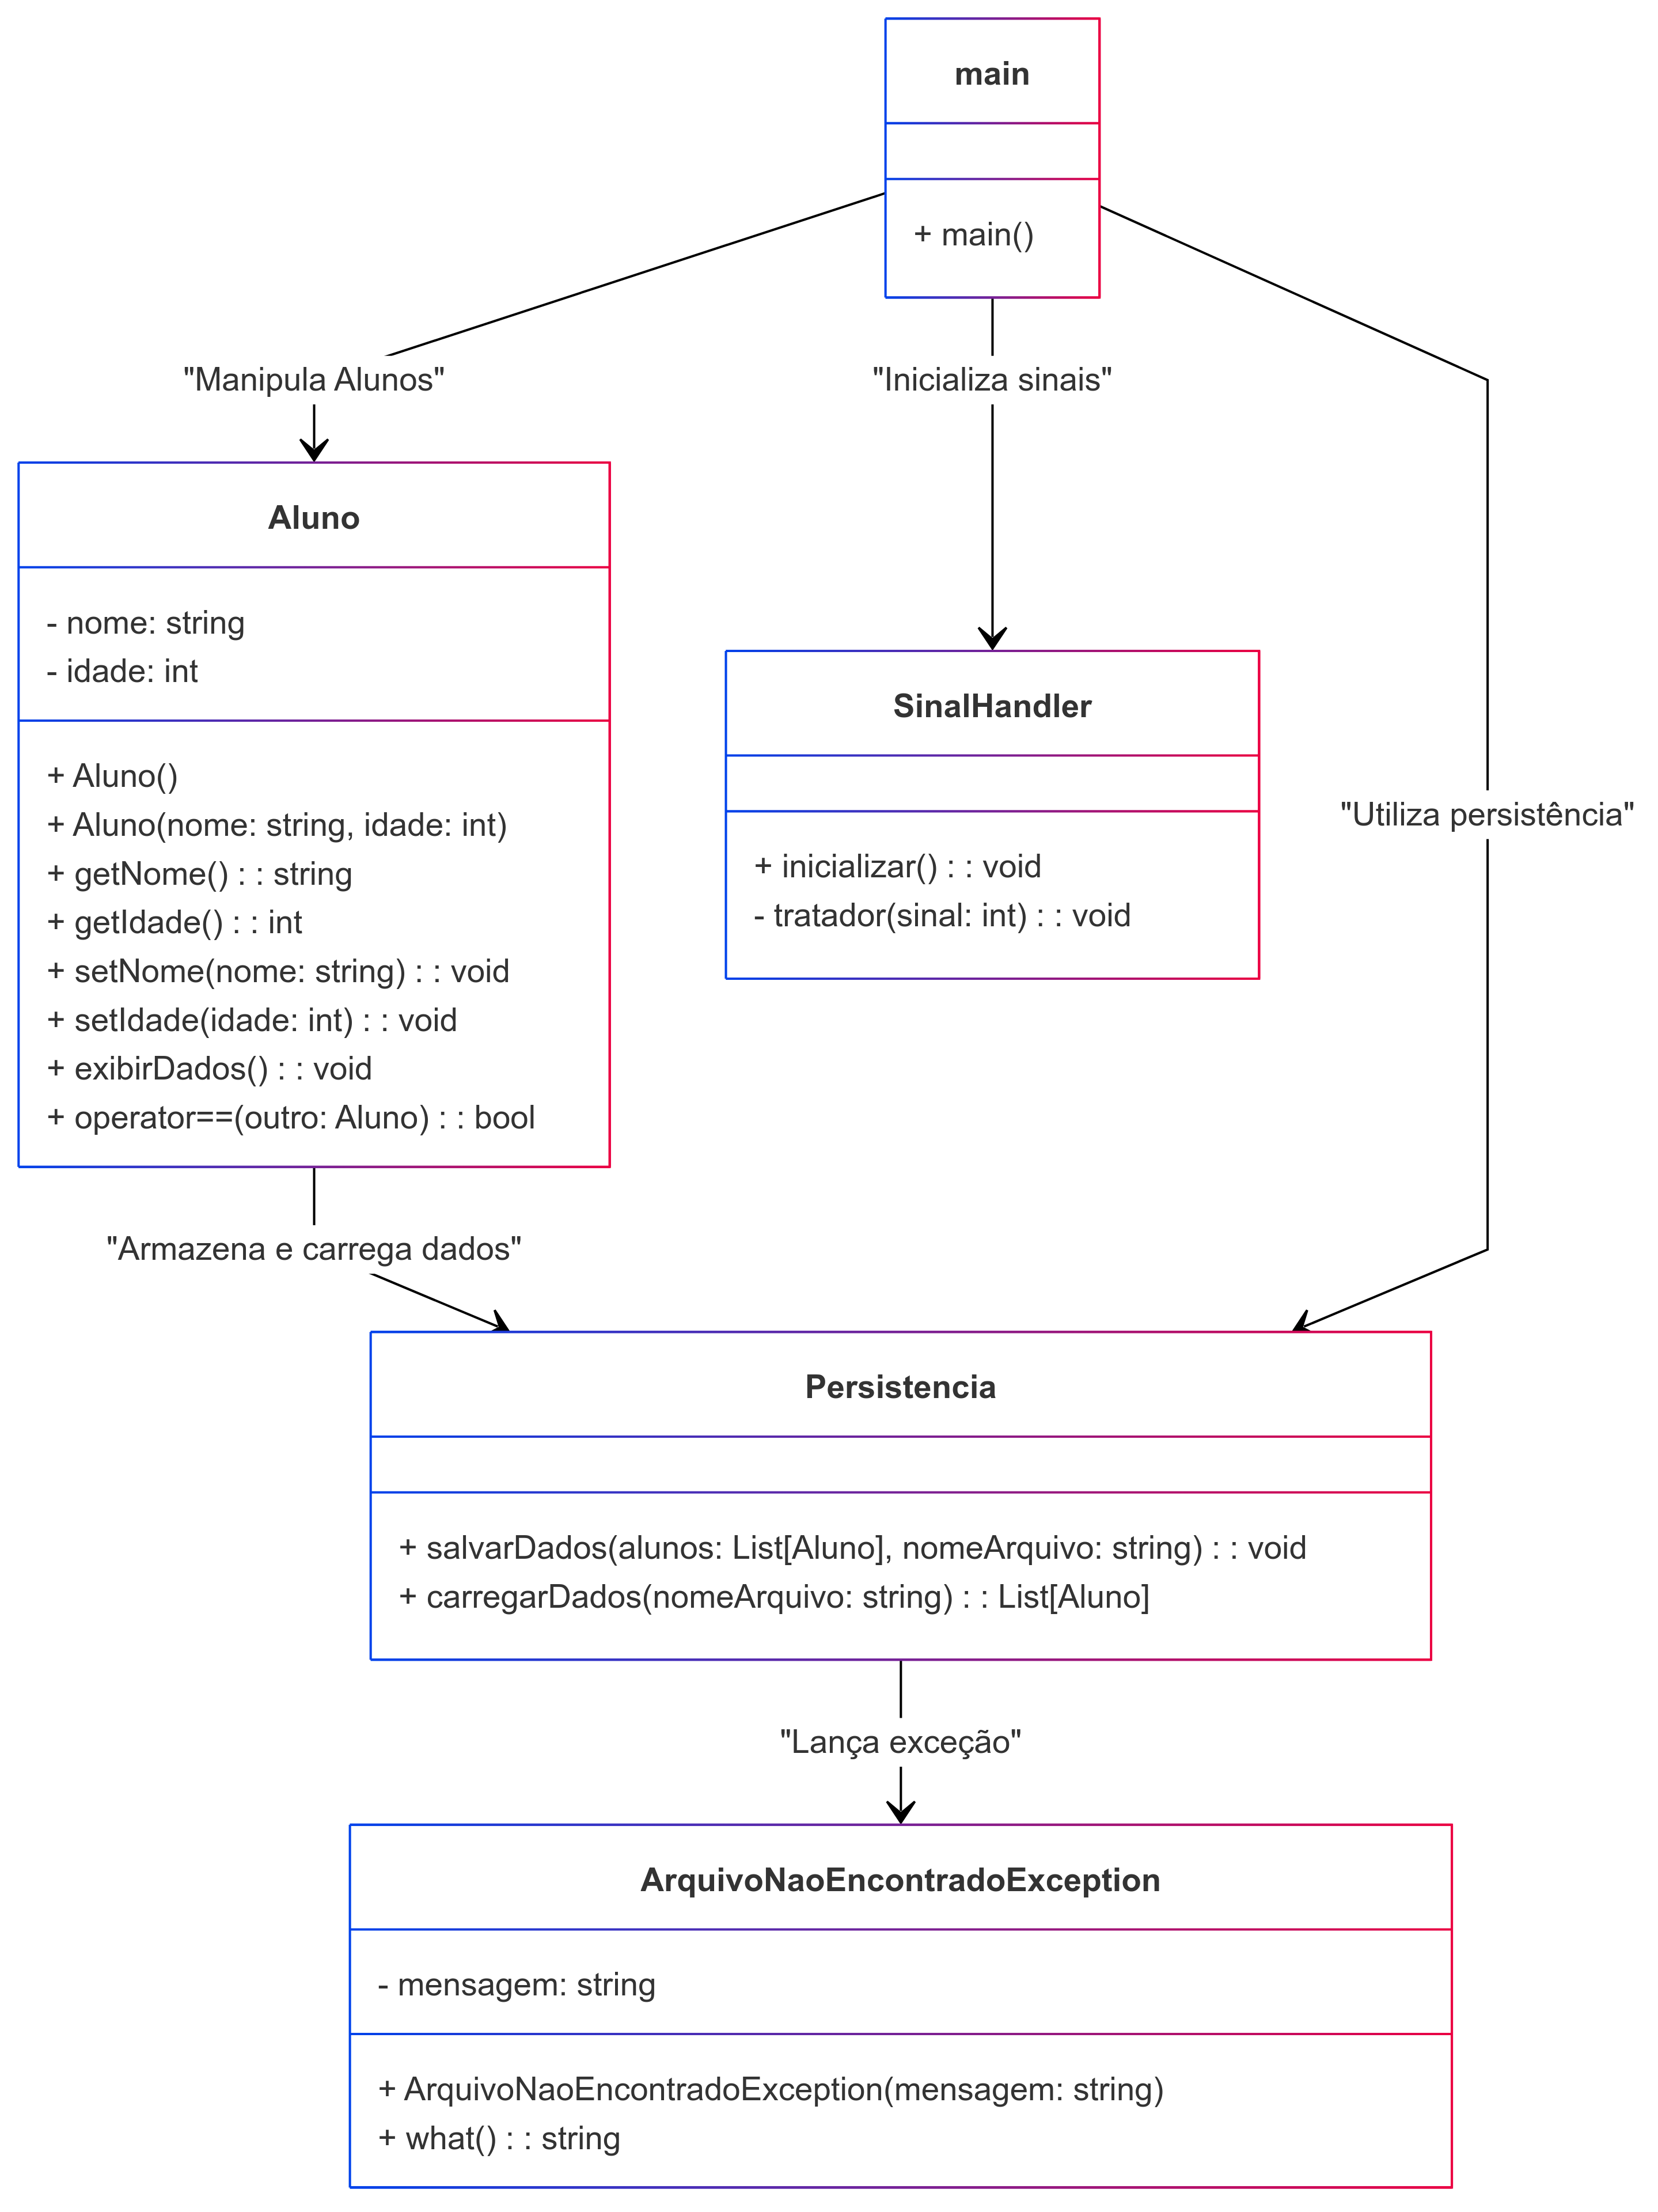 main
+ main()
"Manipula Alunos"
"Inicializa sinais"
Aluno
- nome: string
- idade: int
+ Aluno()
+ Aluno(nome: string, idade: int)
+ getNome() : : string
+ getIdade() : : int
+ setNome(nome: string) : : void
+ setIdade(idade: int) : : void
+ exibirDados() : : void
+ operator==(outro: Aluno) : : bool
SinalHandler
+ inicializar() : : void
- tratador(sinal: int) : : void
"Utiliza persistência"
"Armazena e carrega dados"
Persistencia
+ salvarDados(alunos: List[Aluno], nomeArquivo: string) : : void
+ carregarDados(nomeArquivo: string) : : List[Aluno]
"Lança exceção"
ArquivoNaoEncontradoException
- mensagem: string
+ ArquivoNaoEncontradoException(mensagem: string)
+ what() : : string